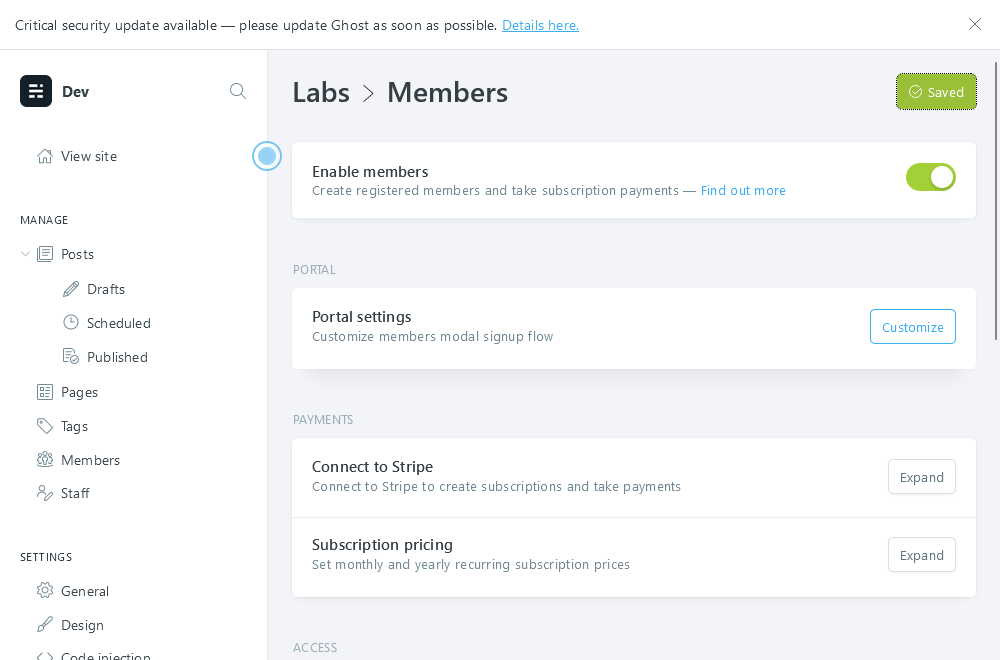 Critical security update available — please update Ghost as soon as possible. Details here.
Dev
View site
MANAGE
Posts
Drafts
Scheduled
Published
Pages
Tags
Members
Staff
SETTINGS
General
Design
Code injection
Labs > Members
Saved
Enable members
Create registered members and take subscription payments — Find out more
PORTAL
Portal settings
Customize members modal signup flow
Customize
PAYMENTS
Connect to Stripe
Connect to Stripe to create subscriptions and take payments
Expand
Subscription pricing
Set monthly and yearly recurring subscription prices
Expand
ACCESS